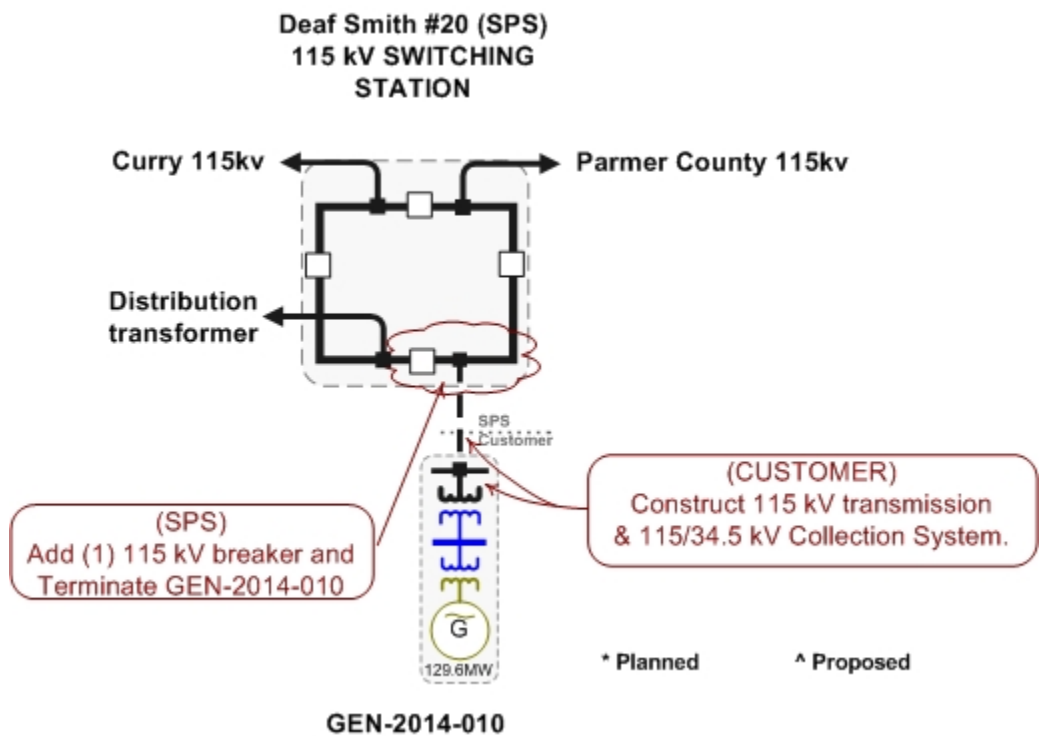 Deaf Smith #20 (SPS)
115 kV SWITCHING
STATION
Curry 115kv
Parmer County 115kv
Distribution
transformer
SPS
Customer
(CUSTOMER)
Construct 115 kV transmission
& 115/34.5 kV Collection System.
(SPS)
Add (1) 115 kV breaker and
Terminate GEN-2014-010
G
129.6MW
* Planned
^ Proposed
GEN-2014-010